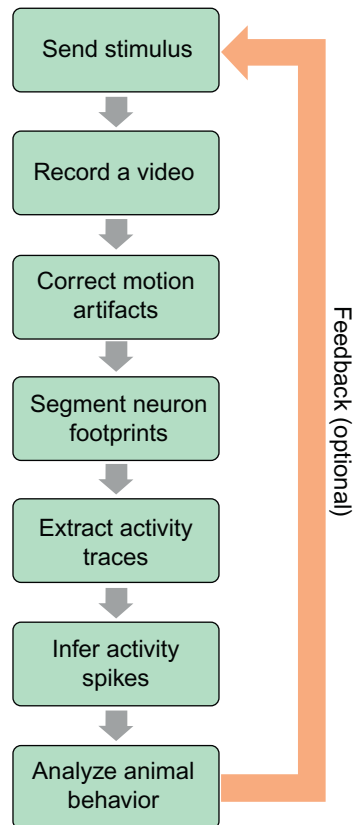 Send stimulus
Record a video
Correct motion
artifacts
Segment neuron
footprints
Extract activity
traces
Infer activity
spikes
Analyze animal
behavior
Feedback (optional)